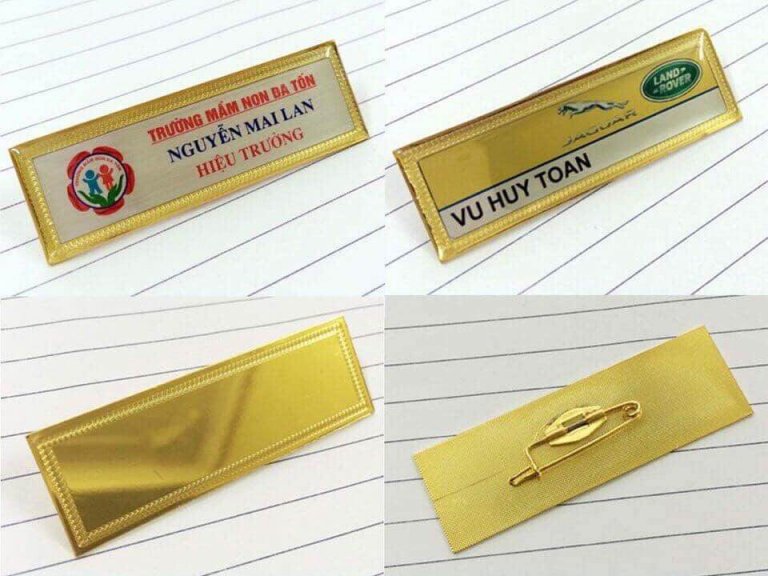 TRƯỜNG MẦM NON ĐA TỐN
NGUYỄN MAI LAN
HIỆU TRƯỞNG
LAND
ROVER
JAGUAR
VU HUY TOAN